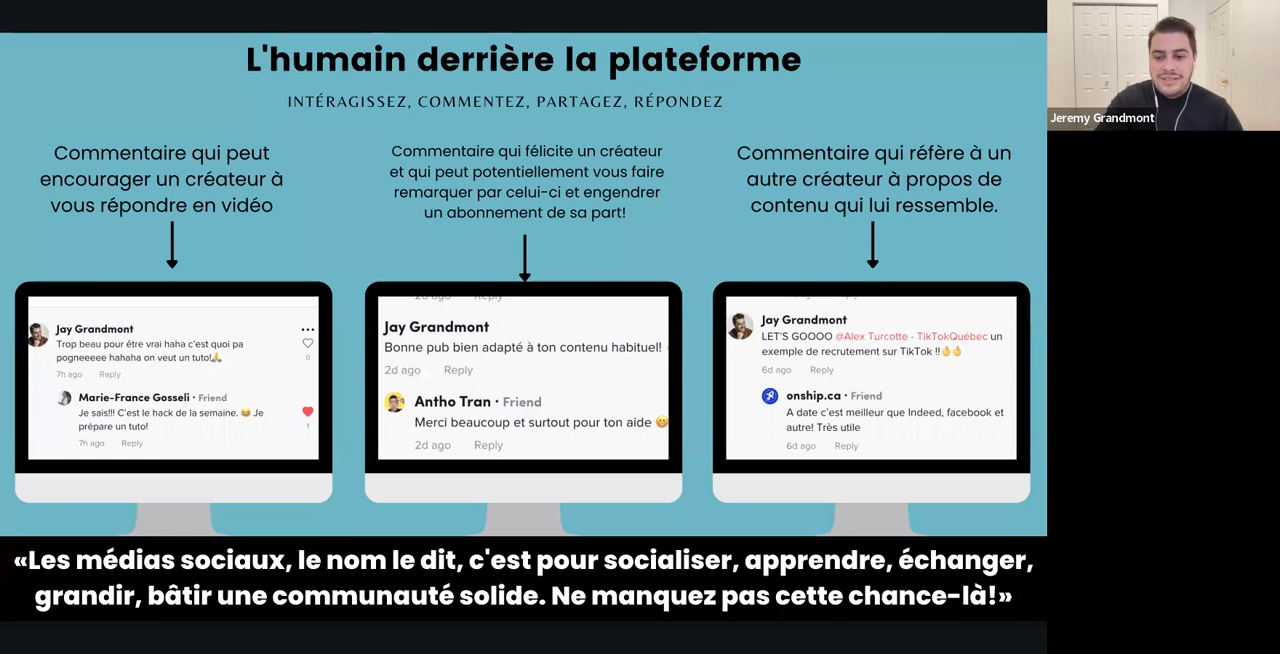 L'humain derrière la plateforme
INTÉRAGISSEZ, COMMENTEZ, PARTAGEZ, RÉPONDEZ
Jeremy Grandmont
Commentaire qui peut
encourager un créateur à
vous répondre en vidéo
Commentaire qui félicite un créateur
et qui peut potentiellement vous faire
remarquer par celui-ci et engendrer
un abonnement de sa part!
Commentaire qui réfère à un
autre créateur à propos de
contenu qui lui ressemble.
Jay Grandmont
Trop beau pour être vrai haha c'est quoi pa
pogneeeee hahaha on veut un tuto!🙏
0
7h ago Reply
Marie-France Gosseli · Friend
Je sais!!! C'est le hack de la semaine. 😂 Je
prépare un tuto!
1
7h ago Reply
2d ago Reply
Jay Grandmont
Bonne pub bien adapté à ton contenu habituel!
2d ago Reply
Antho Tran · Friend
Merci beaucoup et surtout pour ton aide 😁
2d ago Reply
Jay Grandmont
LET'S GOOOO @Alex Turcotte - TikTokQuébec un
exemple de recrutement sur TikTok !!👌👌
6d ago Reply
onship.ca · Friend
A date c'est meilleur que Indeed, facebook et
autre! Très utile
6d ago Reply
«Les médias sociaux, le nom le dit, c'est pour socialiser, apprendre, échanger,
grandir, bâtir une communauté solide. Ne manquez pas cette chance-là!»